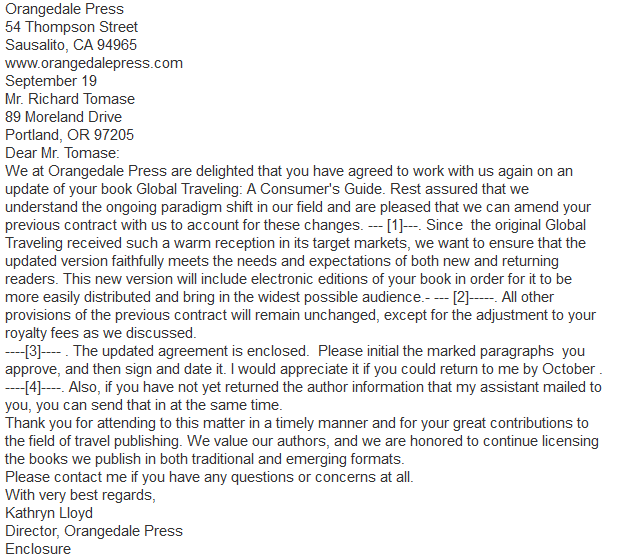 Orangedale Press
54 Thompson Street
Sausalito, CA 94965
www.orangedalepress.com
September 19
Mr. Richard Tomase
89 Moreland Drive
Portland, OR 97205
Dear Mr. Tomase:
We at Orangedale Press are delighted that you have agreed to work with us again on an
update of your book Global Traveling: A Consumer's Guide. Rest assured that we
understand the ongoing paradigm shift in our field and are pleased that we can amend your
previous contract with us to account for these changes. --- [1]---. Since  the original Global
Traveling received such a warm reception in its target markets, we want to ensure that the
updated version faithfully meets the needs and expectations of both new and returning
readers. This new version will include electronic editions of your book in order for it to be
more easily distributed and bring in the widest possible audience.- --- [2]-----. All other
provisions of the previous contract will remain unchanged, except for the adjustment to your
royalty fees as we discussed.
----[3]---- . The updated agreement is enclosed.  Please initial the marked paragraphs  you
approve, and then sign and date it. I would appreciate it if you could return to me by October .
----[4]----. Also, if you have not yet returned the author information that my assistant mailed to
you, you can send that in at the same time.
Thank you for attending to this matter in a timely manner and for your great contributions to
the field of travel publishing. We value our authors, and we are honored to continue licensing
the books we publish in both traditional and emerging formats.
Please contact me if you have any questions or concerns at all.
With very best regards,
Kathryn Lloyd
Director, Orangedale Press
Enclosure